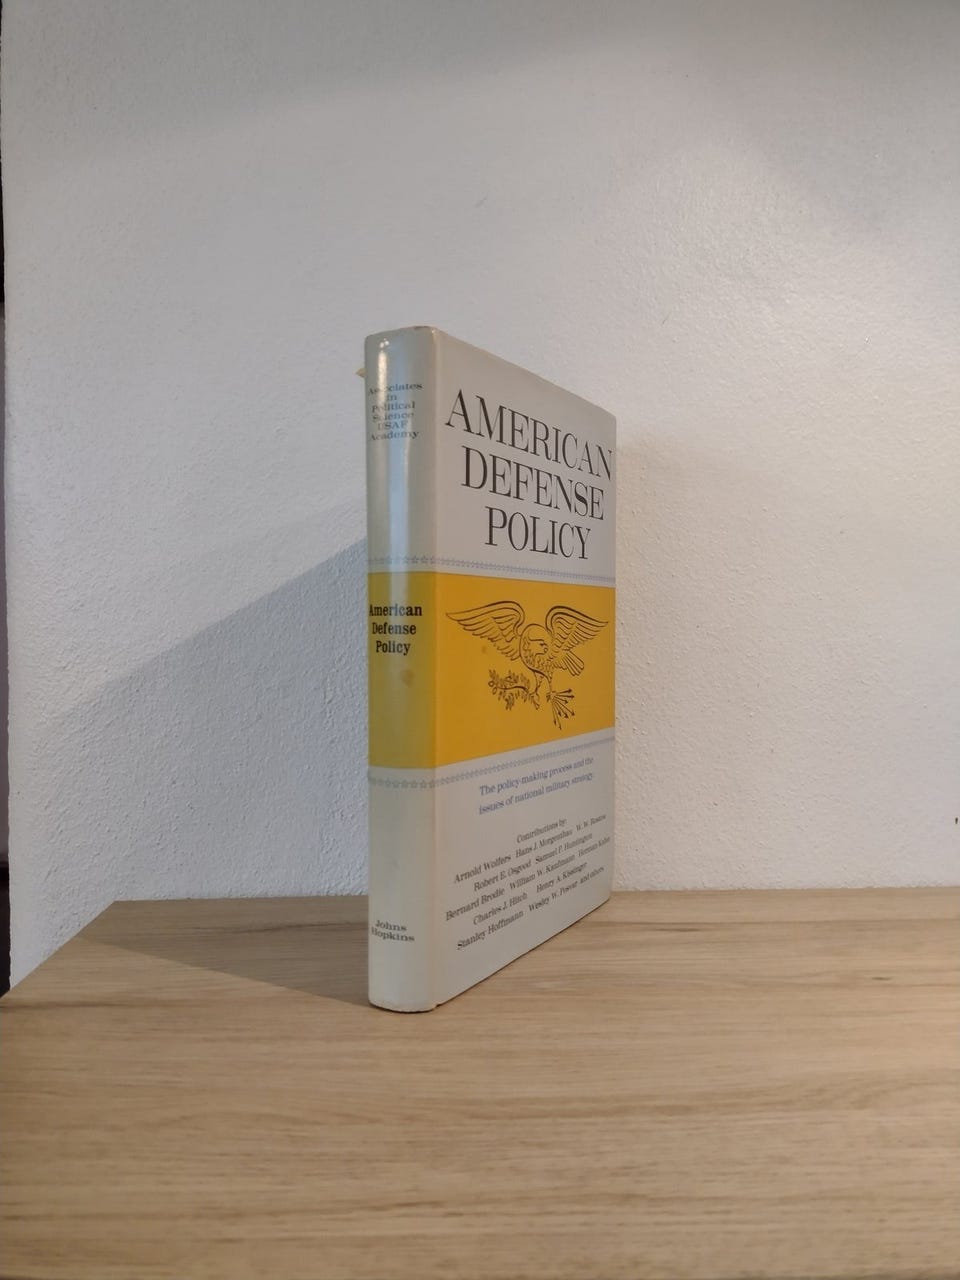 Associates
in
Political
Science
USAF
Academy
American
Defense
Policy
Johns
Hopkins
AMERICAN
DEFENSE
POLICY
The policy-making process and the
issues of national military strategy.
Contributions by:
Arnold Wolfers Hans J. Morgenthau W. W. Rostow
Robert E. Osgood Samuel P. Huntington
Bernard Brodie William W. Kaufmann Herman Kahn
Charles J. Hitch Henry A. Kissinger
Stanley Hoffmann Wesley W. Posvar and others